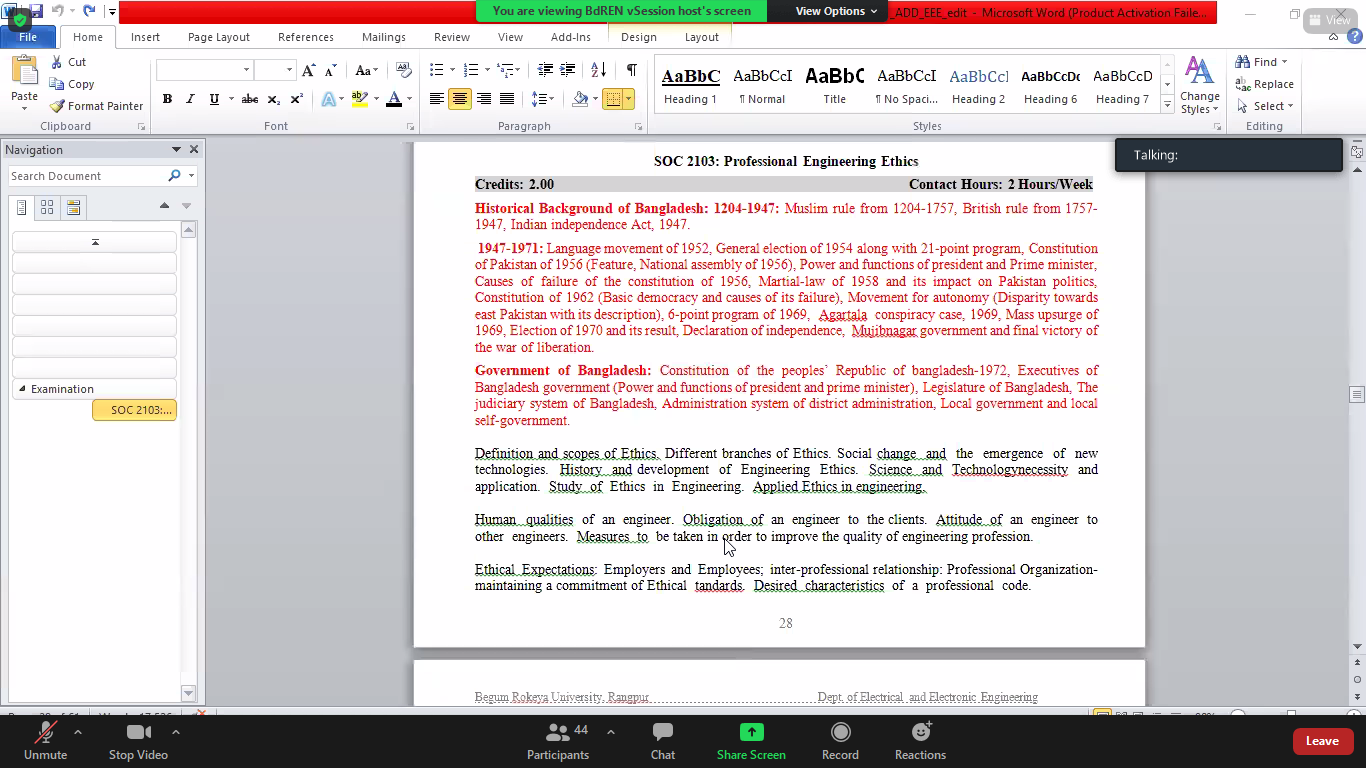 You are viewing BdREN vSession host's screen
View Options
_ADD_EEE_edit - Microsoft Word (Product Activation Faile...
View
File Home Insert Page Layout References Mailings Review View Add-Ins Design Layout
Paste
Cut
Copy
Format Painter
Clipboard
Font
Paragraph
AaBbC AaBbCcI AaBbC AaBbCcI AaBbCcI AaBbCcDc AaBbCcD
Heading 1 ¶ Normal Title ¶ No Spaci... Heading 2 Heading 6 Heading 7
Change Styles
Styles
Find
Replace
Select
Editing
Navigation
Search Document
Examination
SOC 2103:...
Talking:
SOC 2103: Professional Engineering Ethics
Credits: 2.00 Contact Hours: 2 Hours/Week
Historical Background of Bangladesh: 1204-1947: Muslim rule from 1204-1757, British rule from 1757-
1947, Indian independence Act, 1947.
1947-1971: Language movement of 1952, General election of 1954 along with 21-point program, Constitution
of Pakistan of 1956 (Feature, National assembly of 1956), Power and functions of president and Prime minister,
Causes of failure of the constitution of 1956, Martial-law of 1958 and its impact on Pakistan politics,
Constitution of 1962 (Basic democracy and causes of its failure), Movement for autonomy (Disparity towards
east Pakistan with its description), 6-point program of 1969, Agartala conspiracy case, 1969, Mass upsurge of
1969, Election of 1970 and its result, Declaration of independence, Mujibnagar government and final victory of
the war of liberation.
Government of Bangladesh: Constitution of the peoples' Republic of bangladesh-1972, Executives of
Bangladesh government (Power and functions of president and prime minister), Legislature of Bangladesh, The
judiciary system of Bangladesh, Administration system of district administration, Local government and local
self-government.
Definition and scopes of Ethics. Different branches of Ethics. Social change and the emergence of new
technologies. History and development of Engineering Ethics. Science and Technologynecessity and
application. Study of Ethics in Engineering. Applied Ethics in engineering.
Human qualities of an engineer. Obligation of an engineer to the clients. Attitude of an engineer to
other engineers. Measures to be taken in order to improve the quality of engineering profession.
Ethical Expectations: Employers and Employees; inter-professional relationship: Professional Organization-
maintaining a commitment of Ethical tandards. Desired characteristics of a professional code.
28
Begum Rokeya University, Rangpur Dept. of Electrical and Electronic Engineering
Unmute Stop Video Participants 44 Chat Share Screen Record Reactions Leave